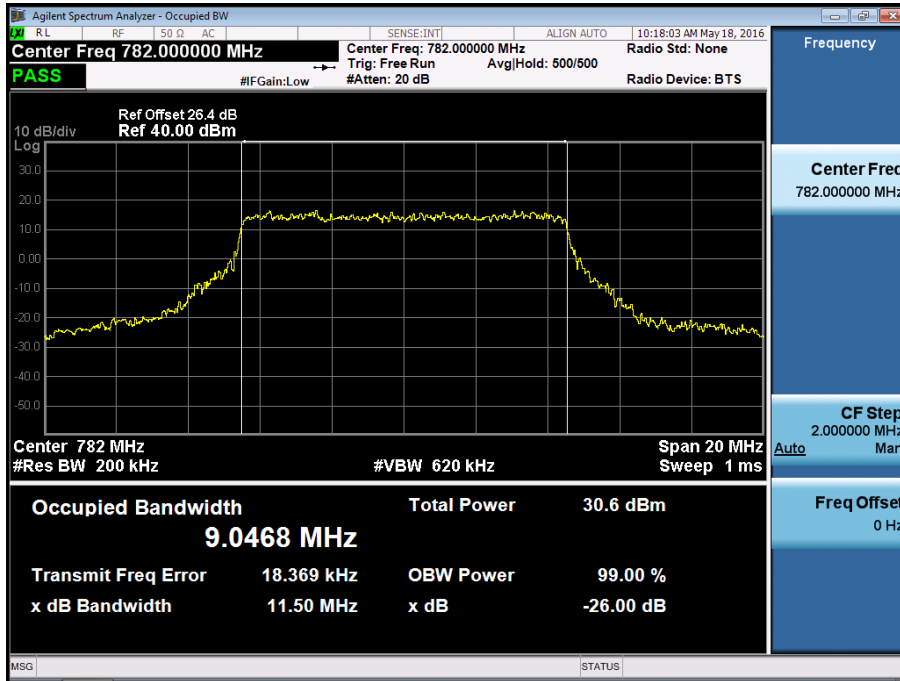 Agilent Spectrum Analyzer - Occupied BW
LXI RL RF 50 Ω AC SENSE:INT ALIGN AUTO 10:18:03 AM May 18, 2016
Center Freq 782.000000 MHz
Center Freq: 782.000000 MHz Radio Std: None
Trig: Free Run Avg|Hold: 500/500
PASS
#IFGain:Low #Atten: 20 dB Radio Device: BTS
Ref Offset 26.4 dB
10 dB/div Ref 40.00 dBm
Log
30.0
20.0
10.0
0.00
-10.0
-20.0
-30.0
-40.0
-50.0
Center 782 MHz Span 20 MHz
#Res BW 200 kHz #VBW 620 kHz Sweep 1 ms
Occupied Bandwidth Total Power 30.6 dBm
9.0468 MHz
Transmit Freq Error 18.369 kHz OBW Power 99.00 %
x dB Bandwidth 11.50 MHz x dB -26.00 dB
MSG STATUS
Frequency
Center Freq
782.000000 MHz
CF Step
2.000000 MHz
Auto Man
Freq Offset
0 Hz